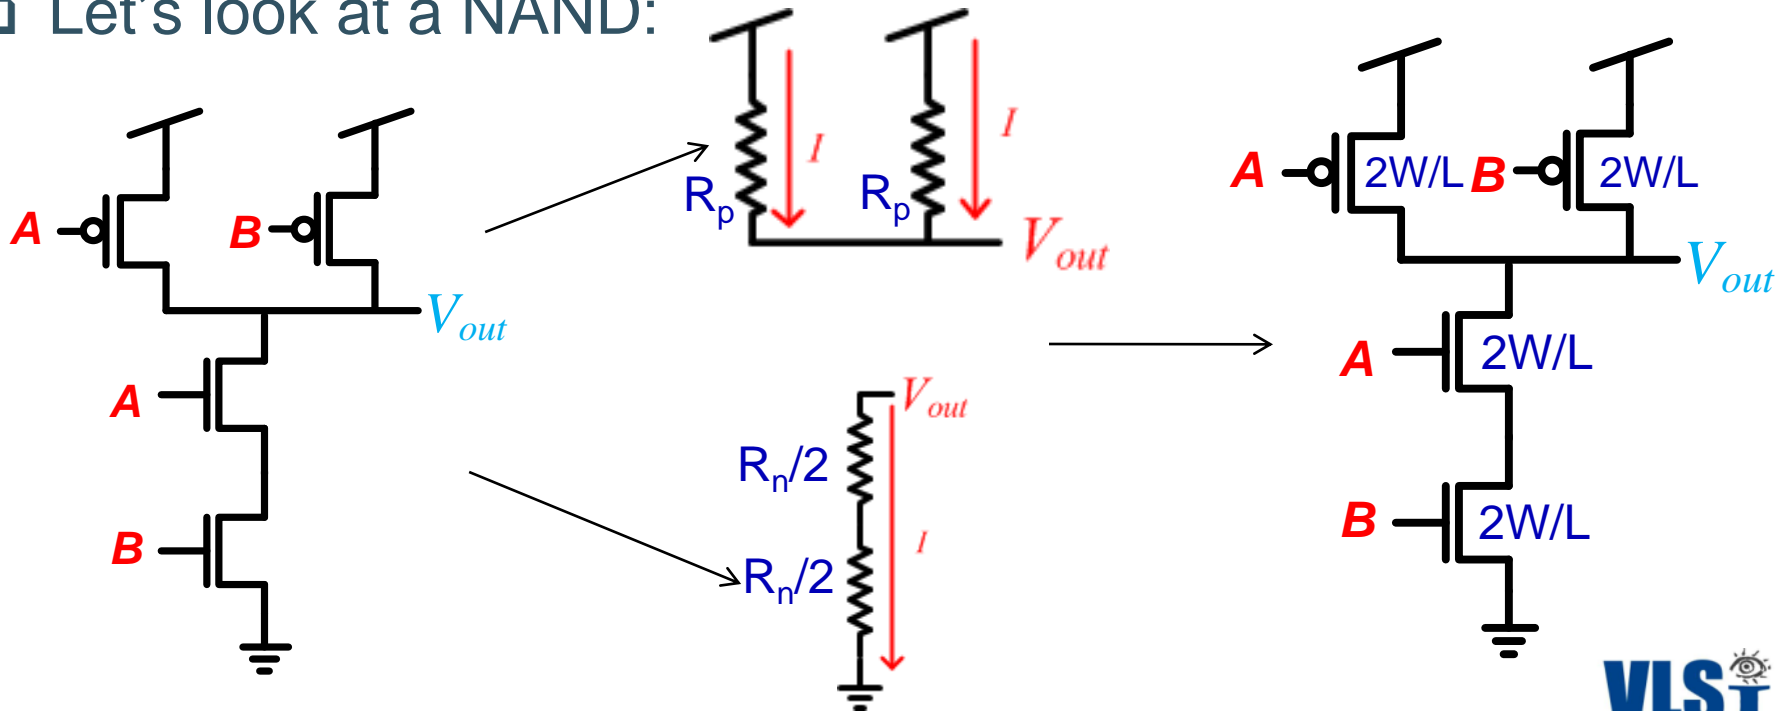 Let's look at a NAND:
A
B
V_out
A
B
I
I
R_p
R_p
V_out
V_out
R_n/2
R_n/2
I
A
2W/L
B
2W/L
V_out
A
2W/L
B
2W/L
VLSI